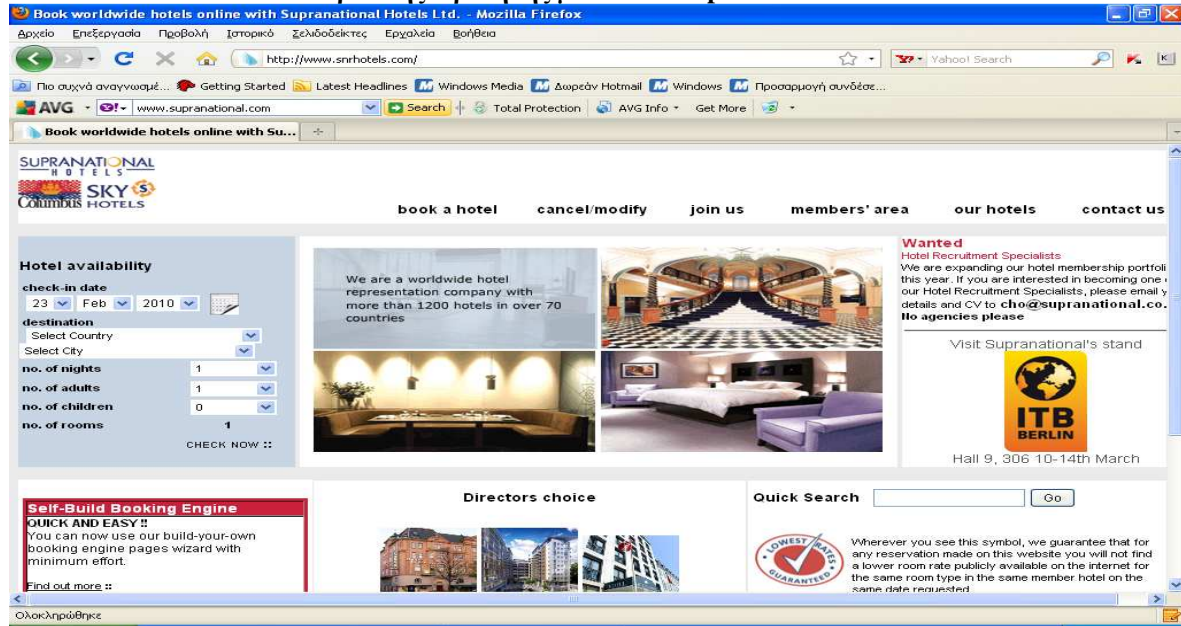 Book worldwide hotels online with Supranational Hotels Ltd. - Mozilla Firefox
Αρχείο Επεξεργασία Προβολή Ιστορικό Σελιδοδείκτες Εργαλεία Βοήθεια
http://www.snrhotels.com/
Yahoo! Search
Πιο συχνά αναγνωσμέ... Getting Started Latest Headlines Windows Media Δωρεάν Hotmail Windows Προσαρμογή συνδέσε...
AVG www.supranational.com Search Total Protection AVG Info Get More
Book worldwide hotels online with Su...
SUPRANATIONAL
HOTELS
SKY S
Columbus HOTELS
book a hotel cancel/modify join us members' area our hotels contact us
Hotel availability
check-in date
23 Feb 2010
destination
Select Country
Select City
no. of nights 1
no. of adults 1
no. of children 0
no. of rooms 1
CHECK NOW ::
We are a worldwide hotel
representation company with
more than 1200 hotels in over 70
countries
Wanted
Hotel Recruitment Specialists
We are expanding our hotel membership portfoli
this year. If you are interested in becoming one
our Hotel Recruitment Specialists, please email y
details and CV to cho@supranational.co.
No agencies please
Visit Supranational's stand
ITB
BERLIN
Hall 9, 306 10-14th March
Self-Build Booking Engine
QUICK AND EASY !!
You can now use our build-your-own
booking engine pages wizard with
minimum effort.
Find out more ::
Directors choice
Quick Search Go
LOWEST RATES
GUARANTEED
Wherever you see this symbol, we guarantee that for
any reservation made on this website you will not find
a lower room rate publicly available on the internet for
the same room type in the same member hotel on the
same date requested
Ολοκληρώθηκε